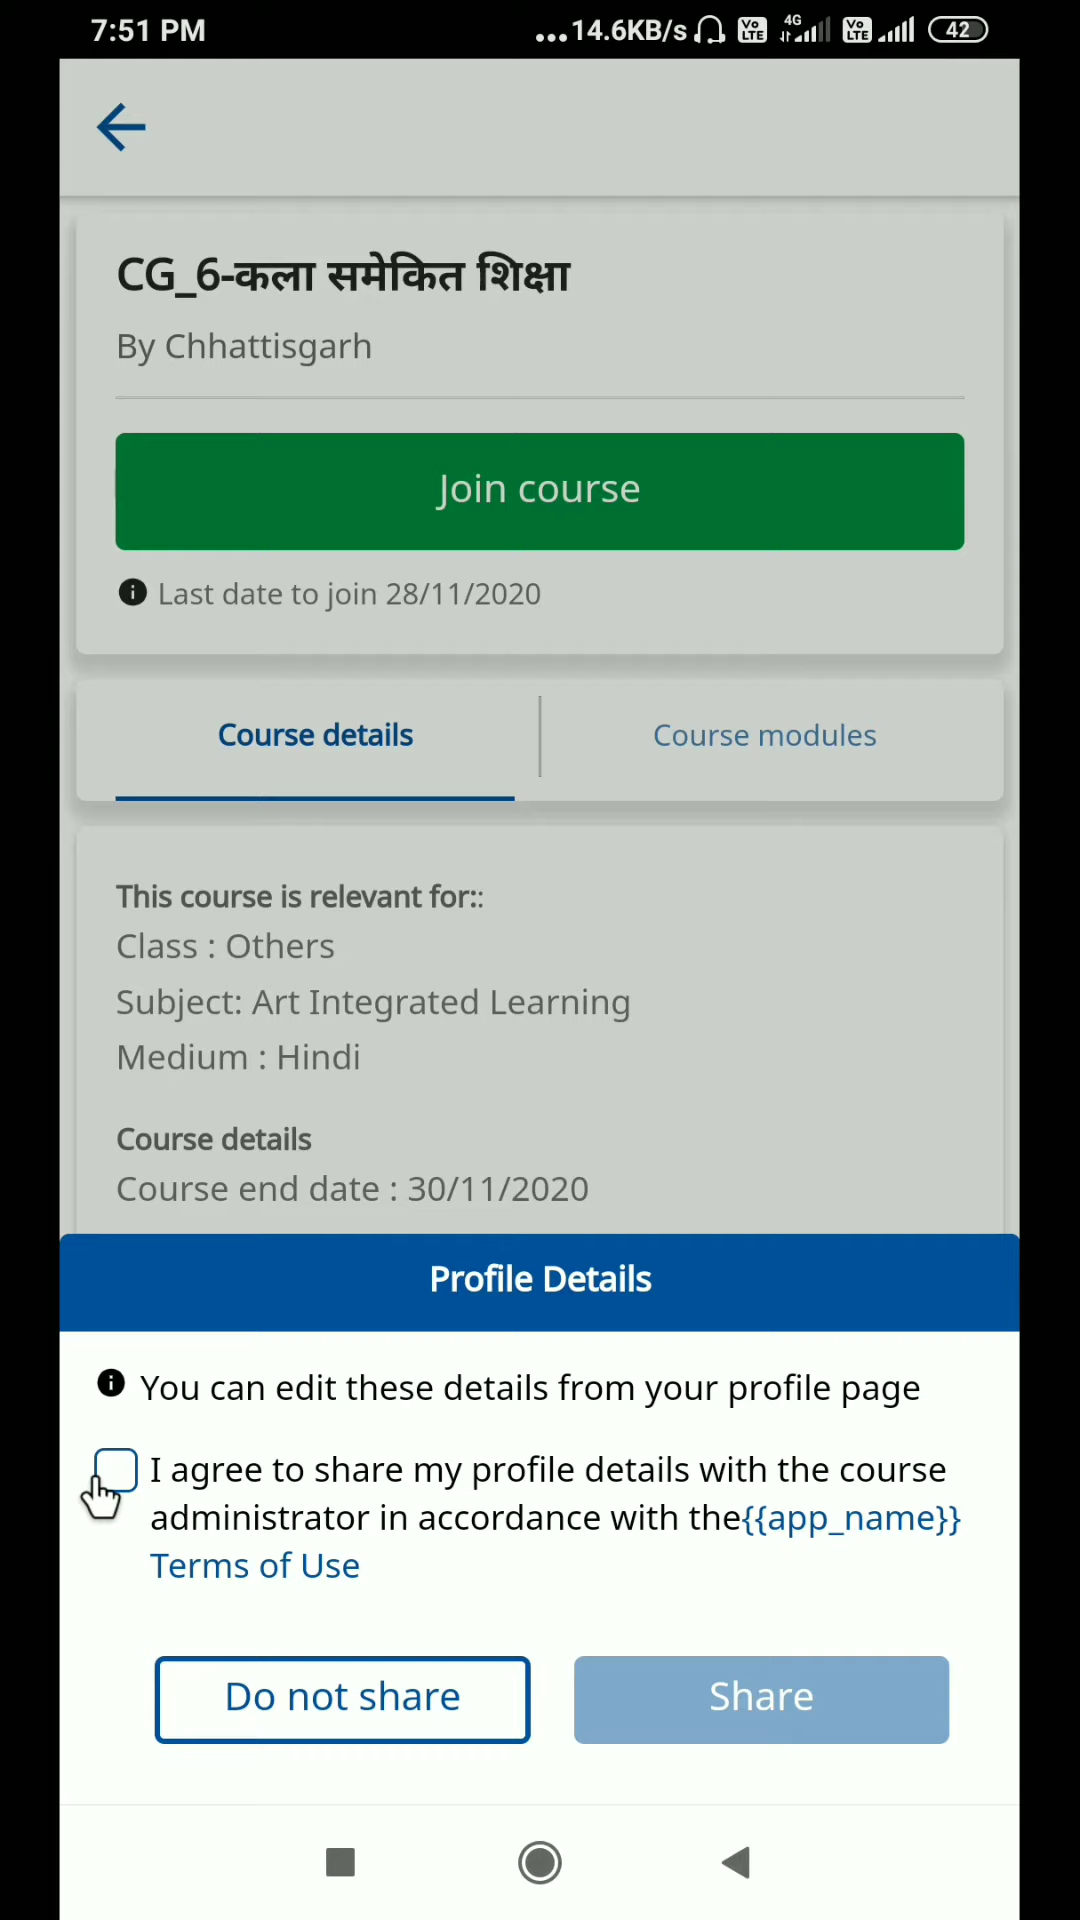 7:51 PM
...14.6KB/s Vo LTE 4G Vo LTE 42
CG_6-कला समेकित शिक्षा
By Chhattisgarh
Join course
Last date to join 28/11/2020
Course details
Course modules
This course is relevant for::
Class : Others
Subject: Art Integrated Learning
Medium : Hindi
Course details
Course end date : 30/11/2020
Profile Details
You can edit these details from your profile page
I agree to share my profile details with the course
administrator in accordance with the{{app_name}}
Terms of Use
Do not share
Share